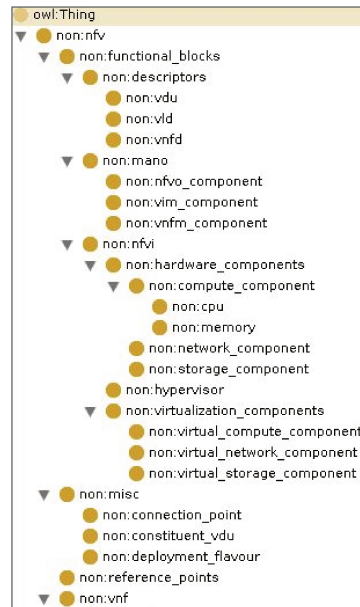 owl:Thing
non:nfv
non:functional_blocks
non:descriptors
non:vdu
non:vld
non:vnfd
non:mano
non:nfvo_component
non:vim_component
non:vnfm_component
non:nfvi
non:hardware_components
non:compute_component
non:cpu
non:memory
non:network_component
non:storage_component
non:hypervisor
non:virtualization_components
non:virtual_compute_component
non:virtual_network_component
non:virtual_storage_component
non:misc
non:connection_point
non:constituent_vdu
non:deployment_flavour
non:reference_points
non:vnf